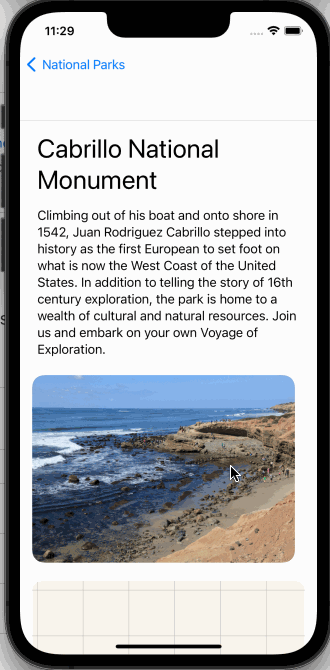 11:29
National Parks
Cabrillo National
Monument
Climbing out of his boat and onto shore in
1542, Juan Rodriguez Cabrillo stepped into
history as the first European to set foot on
what is now the West Coast of the United
States. In addition to telling the story of 16th
century exploration, the park is home to a
wealth of cultural and natural resources. Join
us and embark on your own Voyage of
Exploration.